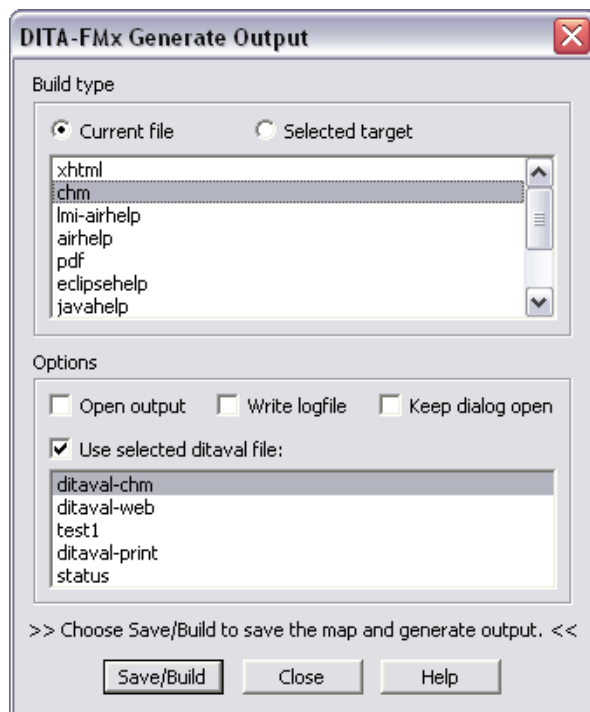 DITA-FMx Generate Output
Build type
Current file Selected target
xhtml
chm
lmi-airhelp
airhelp
pdf
eclipsehelp
javahelp
Options
Open output Write logfile Keep dialog open
Use selected ditaval file:
ditaval-chm
ditaval-web
test1
ditaval-print
status
>> Choose Save/Build to save the map and generate output. <<
Save/Build Close Help